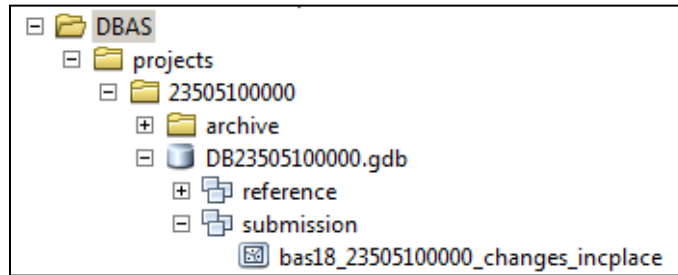 DBAS
projects
23505100000
archive
DB23505100000.gdb
reference
submission
bas18_23505100000_changes_incplace